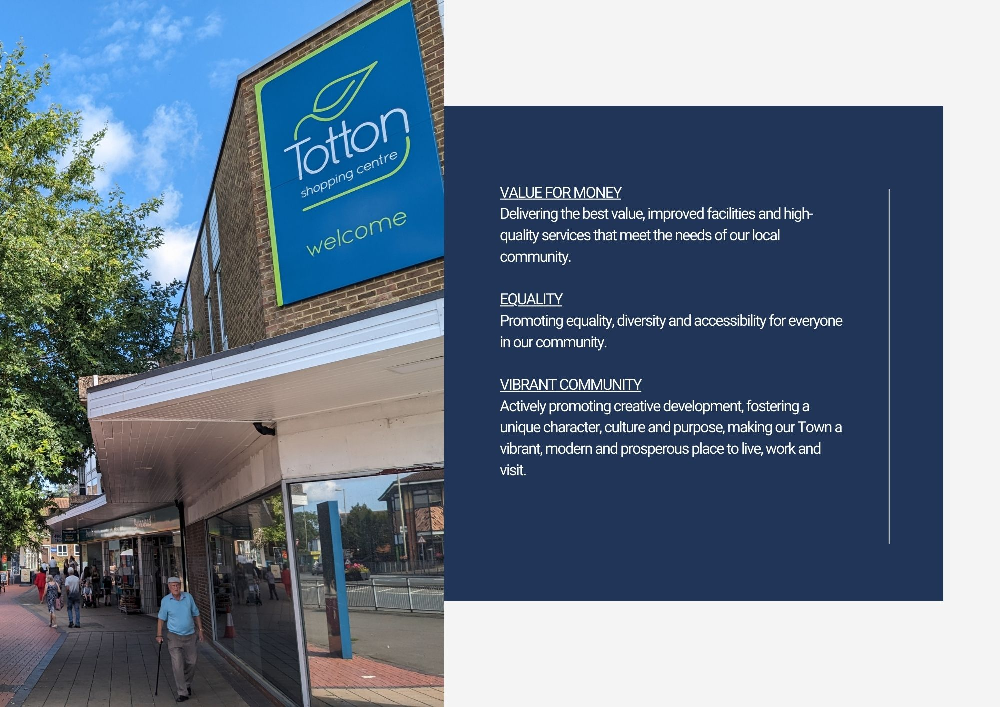 Totton
shopping centre
welcome
Poundland
VALUE FOR MONEY
Delivering the best value, improved facilities and high-
quality services that meet the needs of our local
community.
EQUALITY
Promoting equality, diversity and accessibility for everyone
in our community.
VIBRANT COMMUNITY
Actively promoting creative development, fostering a
unique character, culture and purpose, making our Town a
vibrant, modern and prosperous place to live, work and
visit.